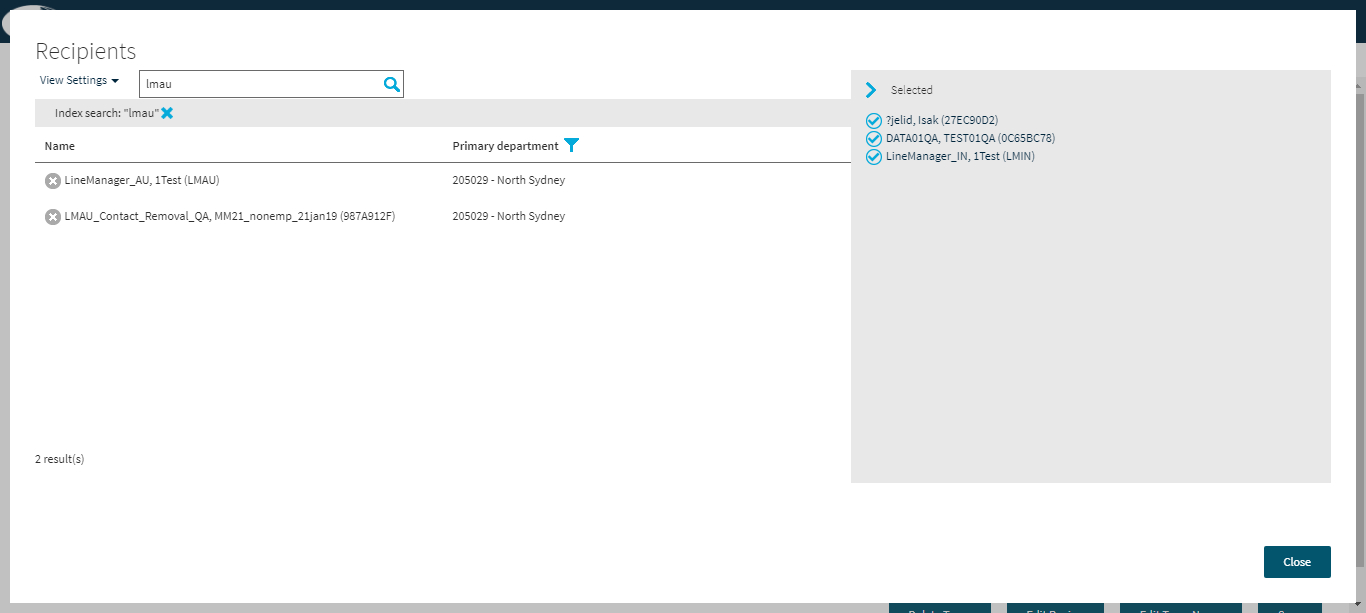 Recipients
View Settings
lmau
Index search: "lmau"
Name
Primary department
LineManager_AU, 1Test (LMAU)
205029 - North Sydney
LMAU_Contact_Removal_QA, MM21_nonemp_21jan19 (987A912F)
205029 - North Sydney
2 result(s)
Selected
?jelid, Isak (27EC90D2)
DATA01QA, TEST01QA (0C65BC78)
LineManager_IN, 1Test (LMIN)
Close